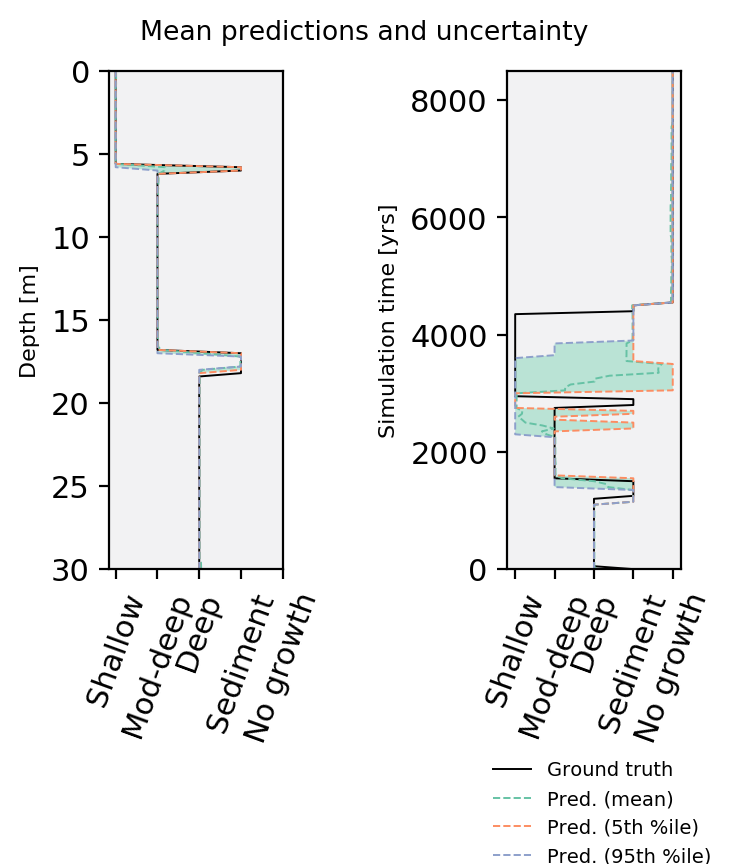 Mean predictions and uncertainty
Depth [m]
0
5
10
15
20
25
30
Shallow
Mod-deep
Deep
Sediment
No growth
Simulation time [yrs]
8000
6000
4000
2000
0
Shallow
Mod-deep
Deep
Sediment
No growth
Ground truth
Pred. (mean)
Pred. (5th %ile)
Pred. (95th %ile)